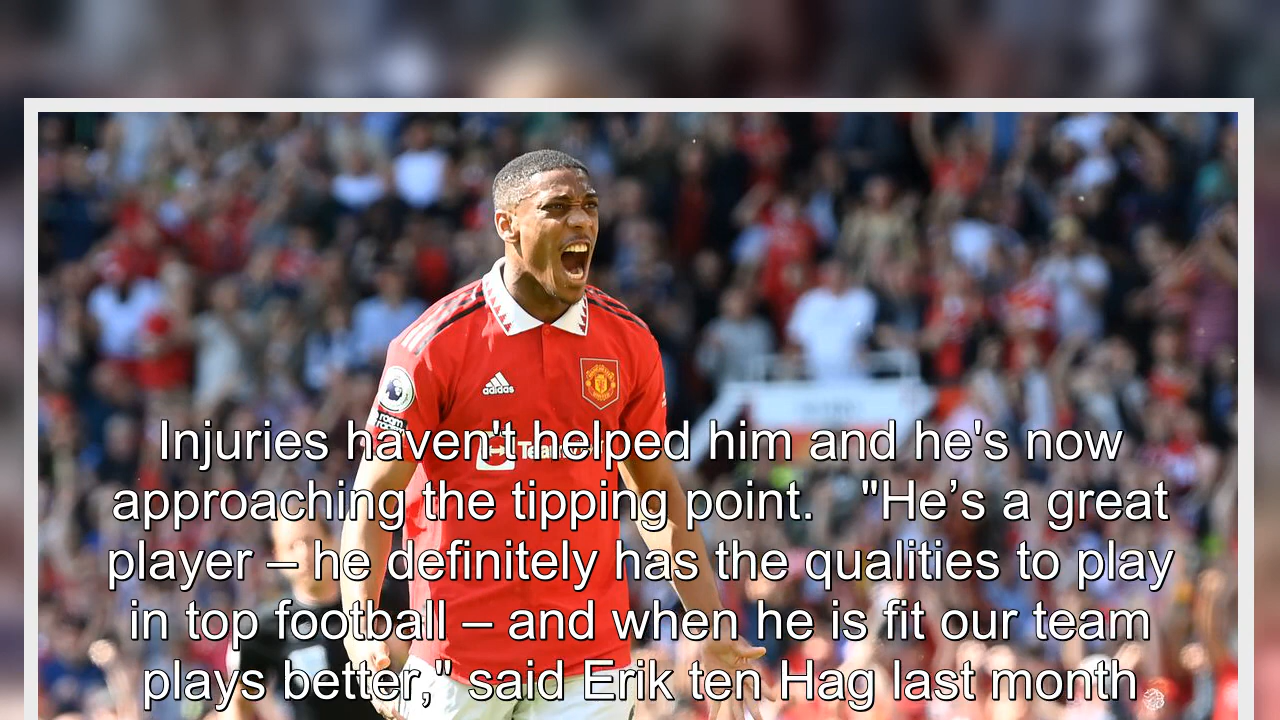 Injuries haven't helped him and he's now
approaching the tipping point.   "He’s a great
player – he definitely has the qualities to play
in top football – and when he is fit our team
plays better," said Erik ten Hag last month
adidas